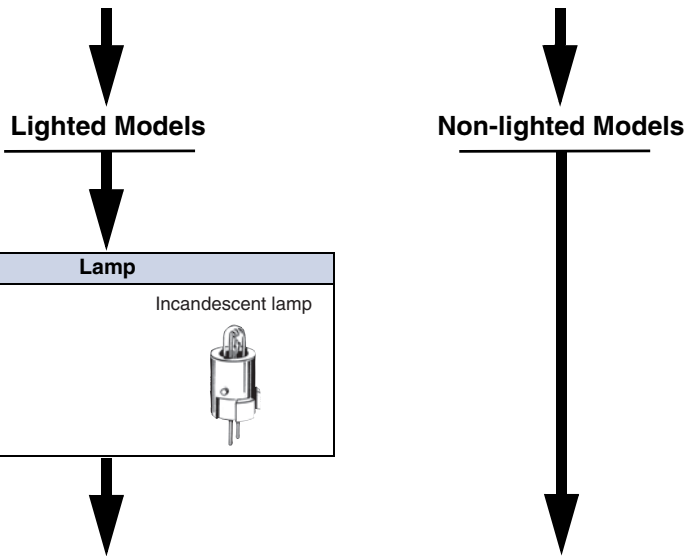 Lighted Models
Non-lighted Models
Lamp
Incandescent lamp